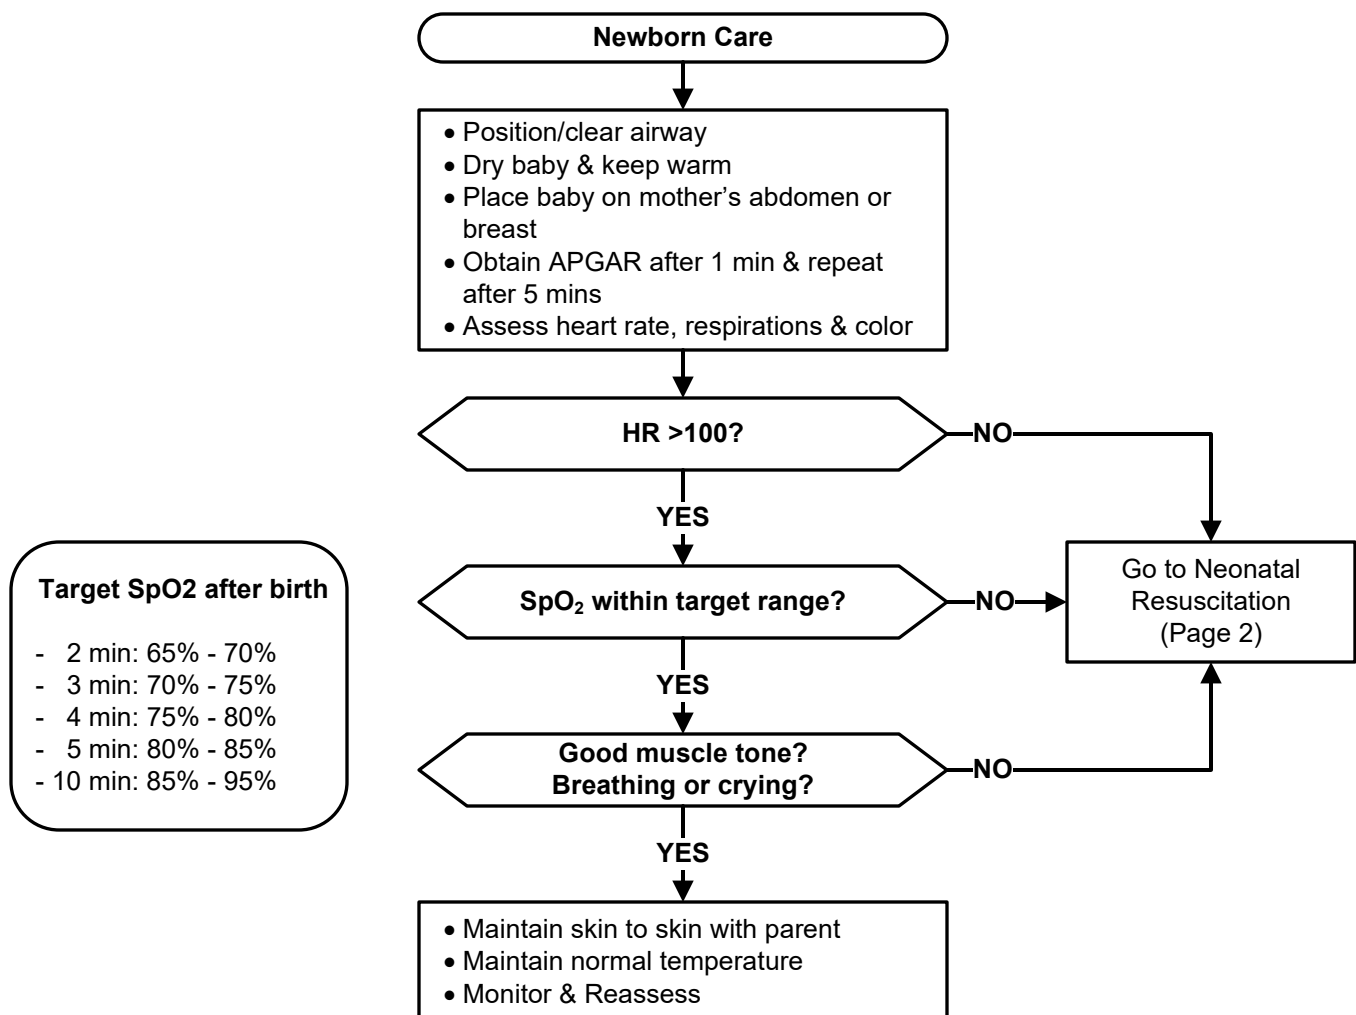 Newborn Care
• Position/clear airway
• Dry baby & keep warm
• Place baby on mother’s abdomen or
breast
• Obtain APGAR after 1 min & repeat
after 5 mins
• Assess heart rate, respirations & color
HR >100?
NO
YES
Target SpO2 after birth
- 2 min: 65% - 70%
- 3 min: 70% - 75%
- 4 min: 75% - 80%
- 5 min: 80% - 85%
- 10 min: 85% - 95%
SpO₂ within target range?
NO
Go to Neonatal
Resuscitation
(Page 2)
YES
Good muscle tone?
Breathing or crying?
NO
YES
• Maintain skin to skin with parent
• Maintain normal temperature
• Monitor & Reassess